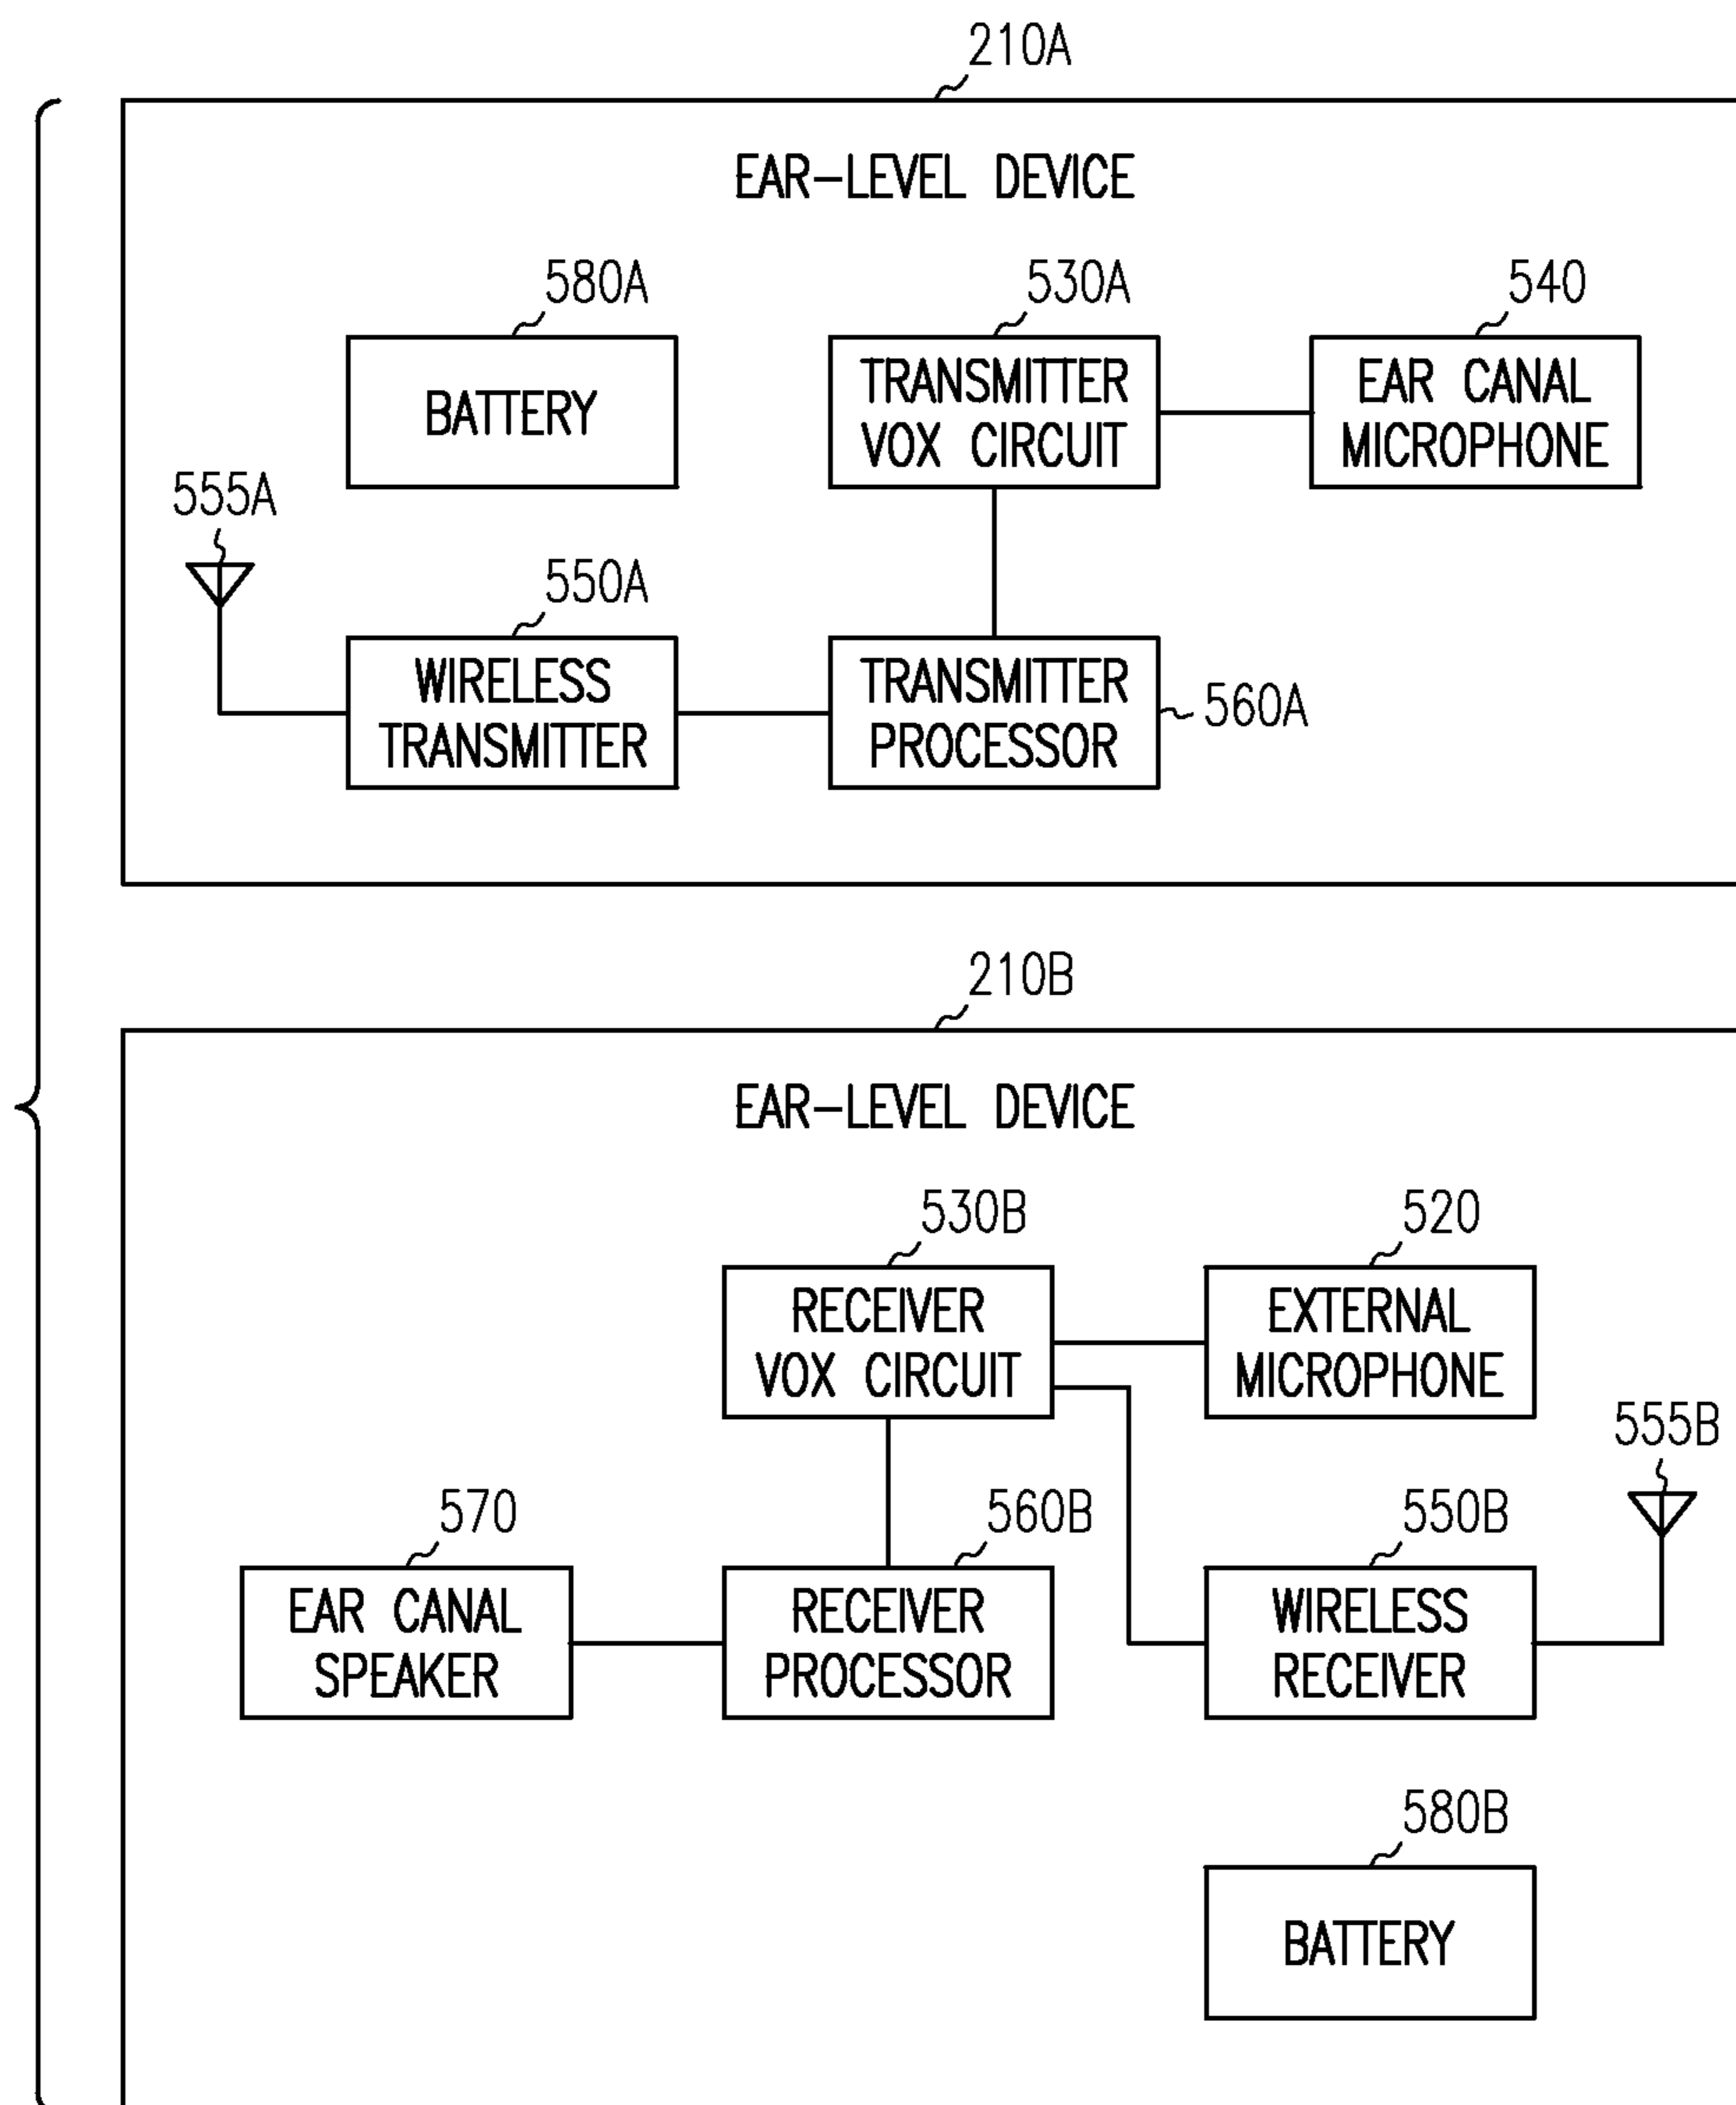 210A
EAR-LEVEL DEVICE
580A
530A
540
BATTERY
TRANSMITTER
VOX CIRCUIT
EAR CANAL
MICROPHONE
555A
550A
WIRELESS
TRANSMITTER
TRANSMITTER
PROCESSOR
560A
210B
EAR-LEVEL DEVICE
530B
520
RECEIVER
VOX CIRCUIT
EXTERNAL
MICROPHONE
555B
570
560B
550B
EAR CANAL
SPEAKER
RECEIVER
PROCESSOR
WIRELESS
RECEIVER
580B
BATTERY